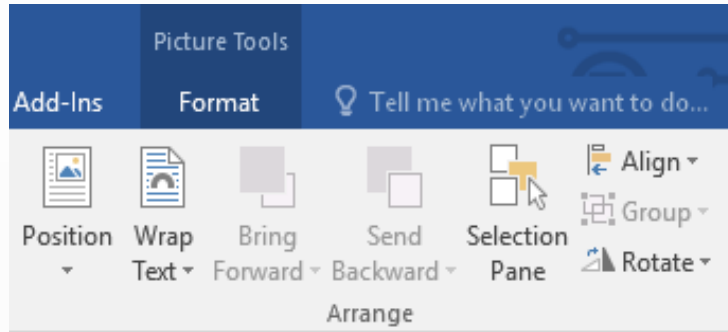 Picture Tools
Add-Ins Format Tell me what you want to do...
Position Wrap Text Bring Forward Send Backward Selection Pane Align
Group
Rotate
Arrange